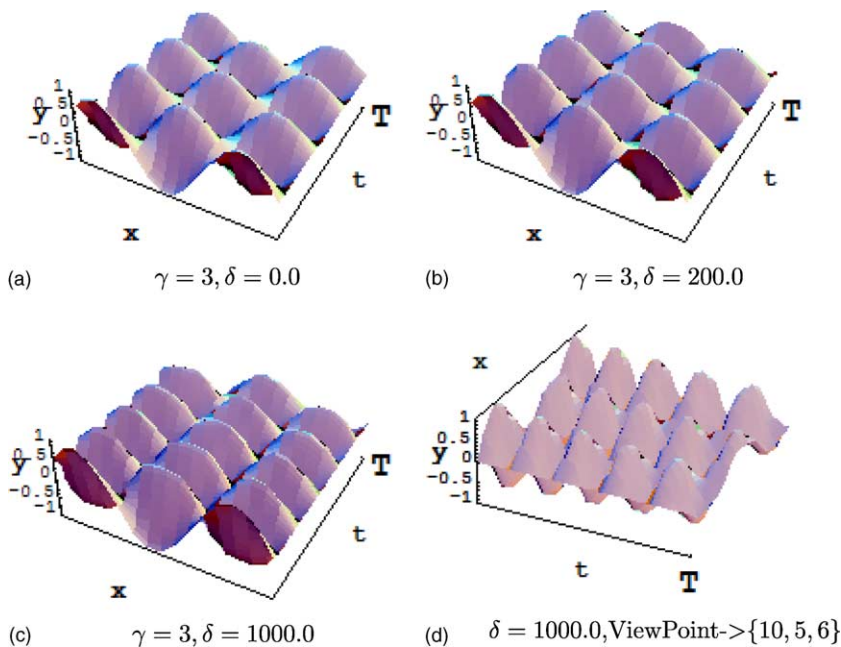 1
0.5
y 0
−0.5
−1
x
t
T
(a) γ = 3, δ = 0.0
1
0.5
y 0
−0.5
−1
x
t
T
(b) γ = 3, δ = 200.0
1
0.5
y 0
−0.5
−1
x
t
T
(c) γ = 3, δ = 1000.0
x
1
0.5
y 0
−0.5
−1
t
T
(d) δ = 1000.0,ViewPoint->{10, 5, 6}